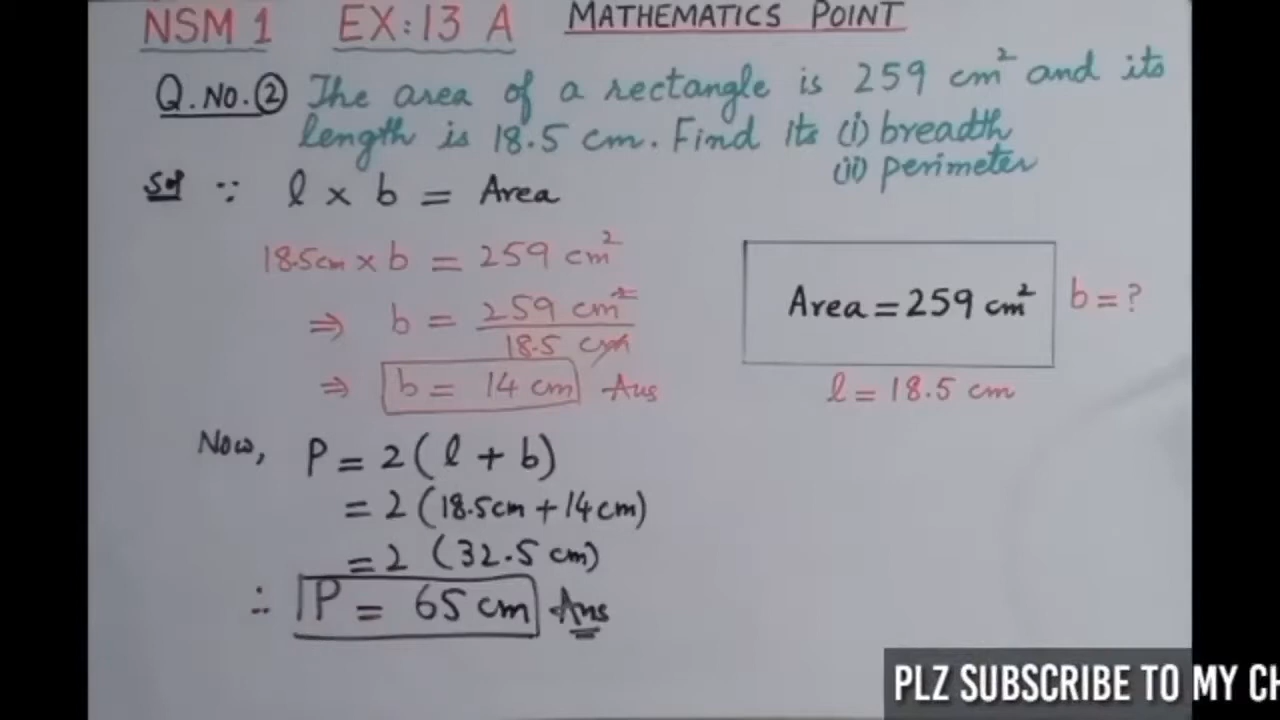 NSM 1 EX:13 A MATHEMATICS POINT
Q.NO.② The area of a rectangle is 259 cm² and its
length is 18.5 cm. Find its (i) breadth
(ii) perimeter
Sol ∵ l × b = Area
18.5cm × b = 259 cm²
⇒ b = 259 cm² / 18.5 cm
⇒ b = 14 cm Ans
Area = 259 cm² b = ?
l = 18.5 cm
Now, P = 2 ( l + b)
= 2 (18.5cm + 14cm)
= 2 (32.5 cm)
∴ P = 65 cm Ans
PLZ SUBSCRIBE TO MY CH